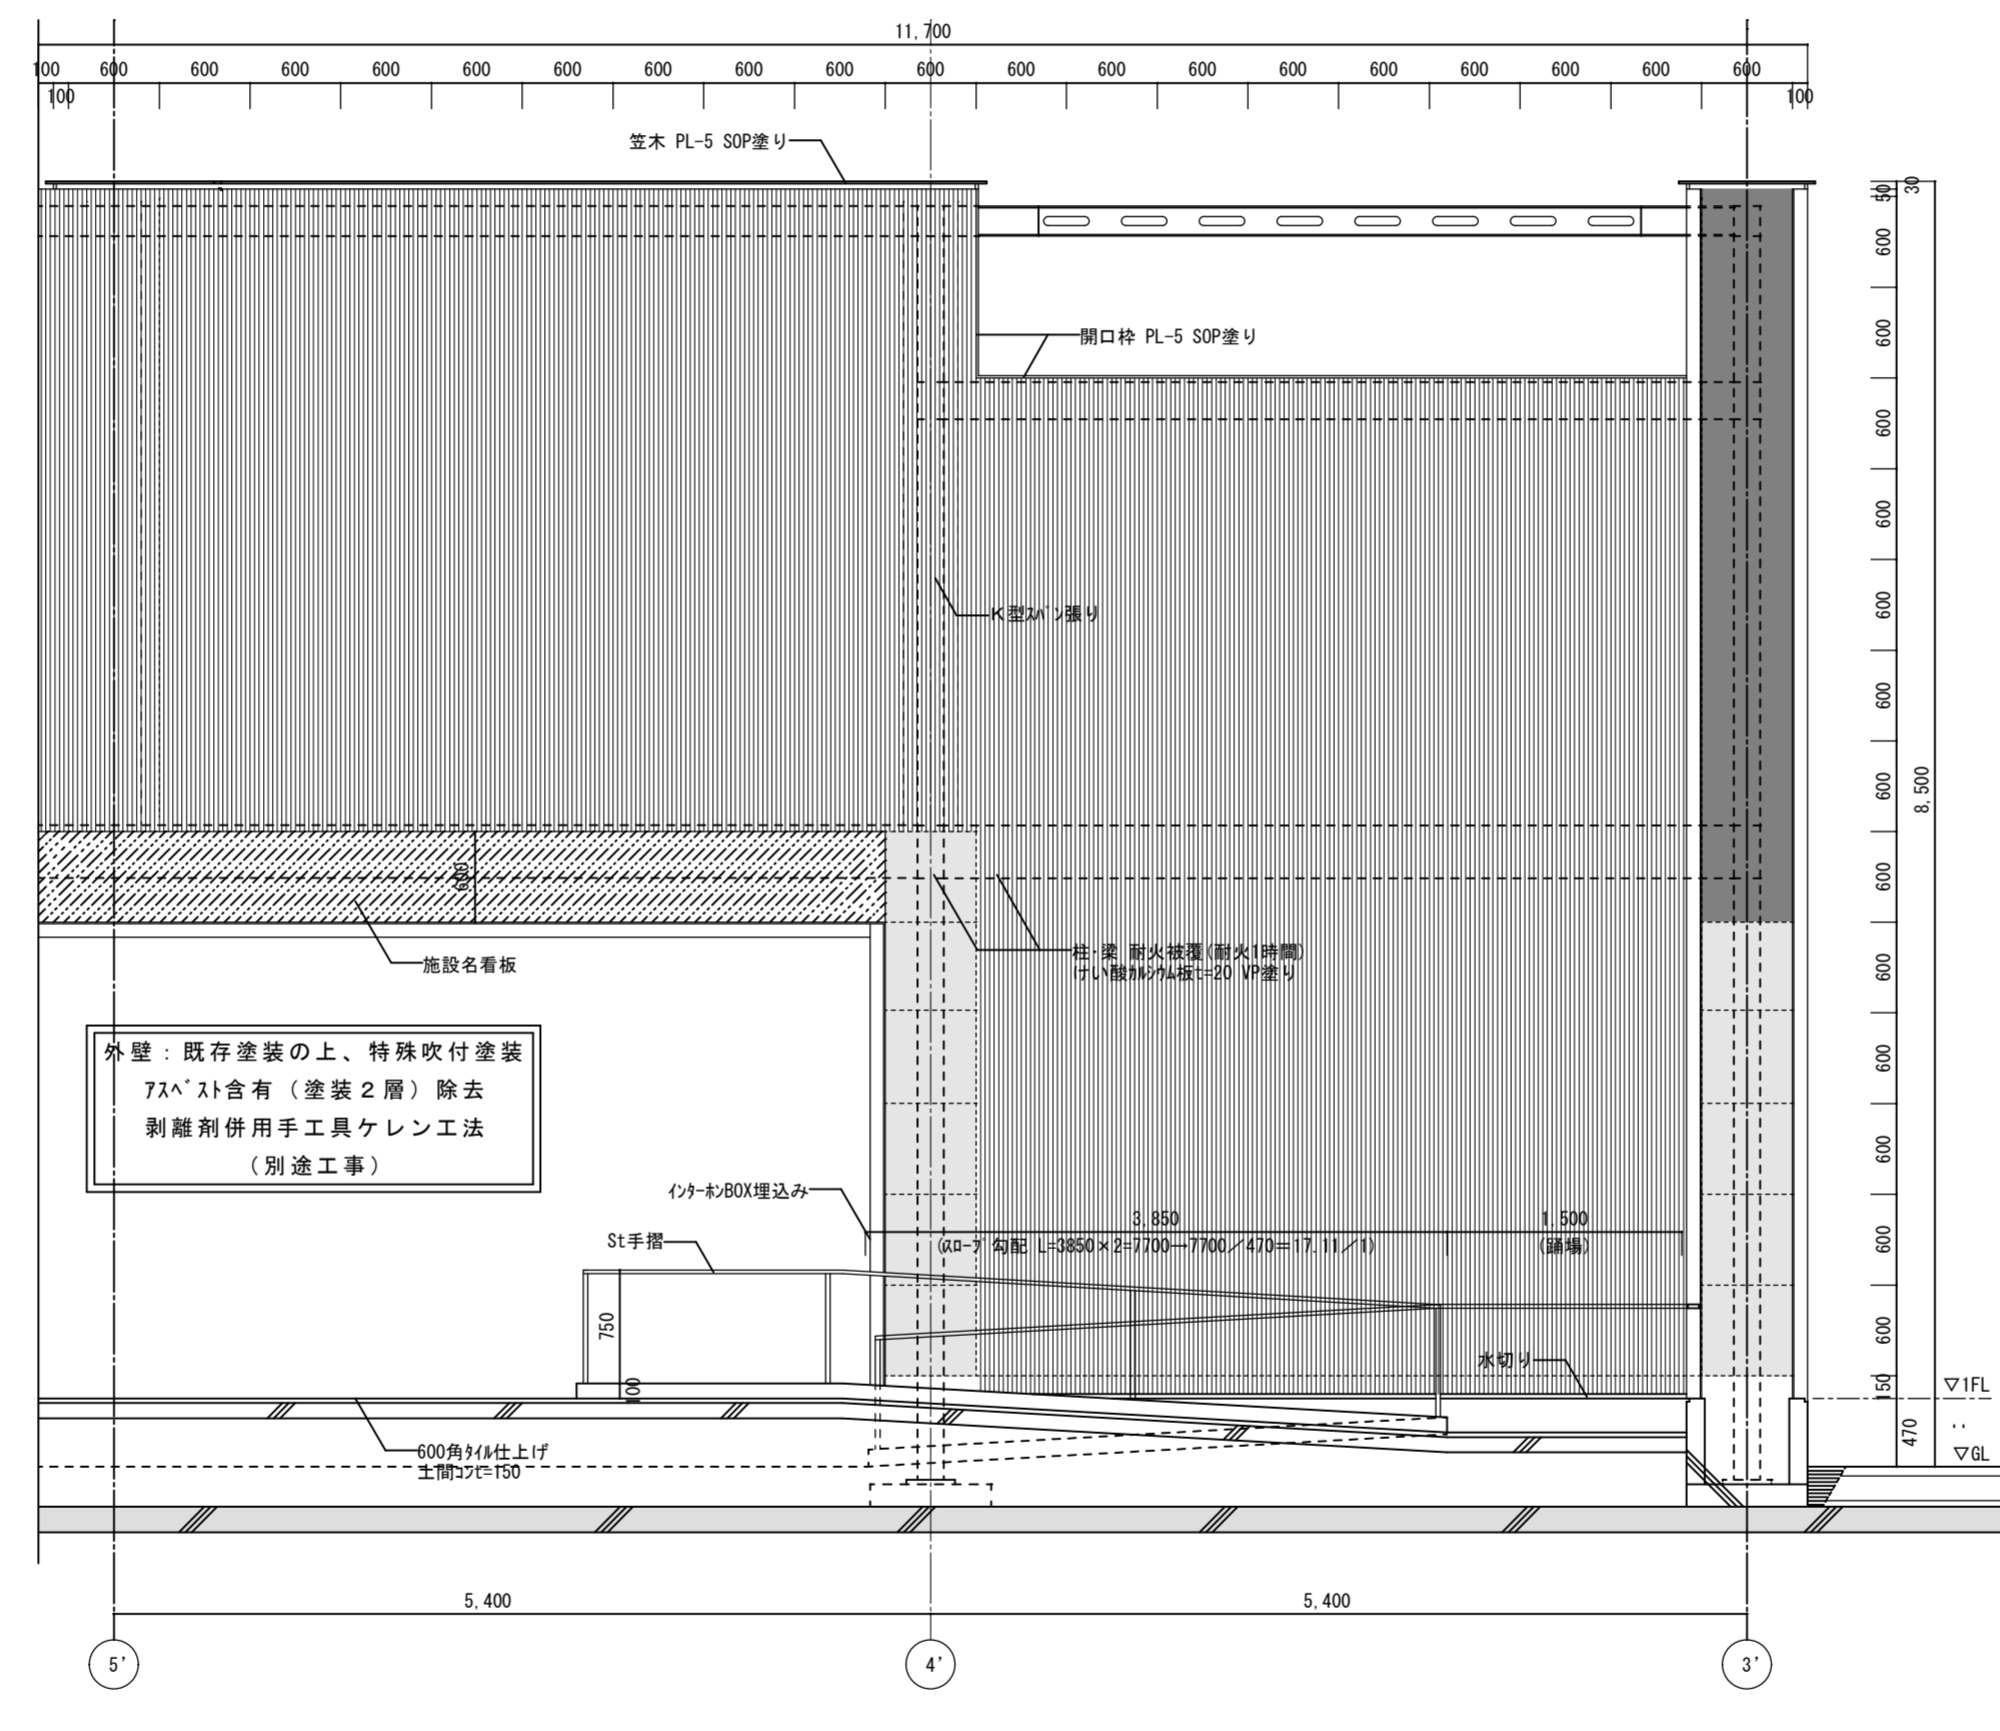 11,700
100 600 600 600 600 600 600 600 600 600 600 600 600 600 600 600 600 600 600 600
100 100
笠木 PL-5 SOP塗り
50 30
600
開口枠 PL-5 SOP塗り
600
600
600
K型ｽﾊﾟﾝ張り
600
600
600
8,500
600
600
柱・梁 耐火被覆(耐火1時間)
けい酸ｶﾙｼｳﾑ板t=20 VP塗り
施設名看板
600
外壁：既存塗装の上、特殊吹付塗装
ｱｽﾍﾞｽﾄ含有（塗装２層）除去
剥離剤併用手工具ケレン工法
（別途工事）
600
600
ｲﾝﾀｰﾎﾝBOX埋込み
3,850
1,500
St手摺
(ｽﾛｰﾌﾟ勾配 L=3850×2=7700→7700／470＝17.11／1)
(踊場)
600
750
600
水切り
100
150
▽1FL
600角ﾀｲﾙ仕上げ
土間ｺﾝt=150
470
▽GL
5,400
5,400
5'
4'
3'